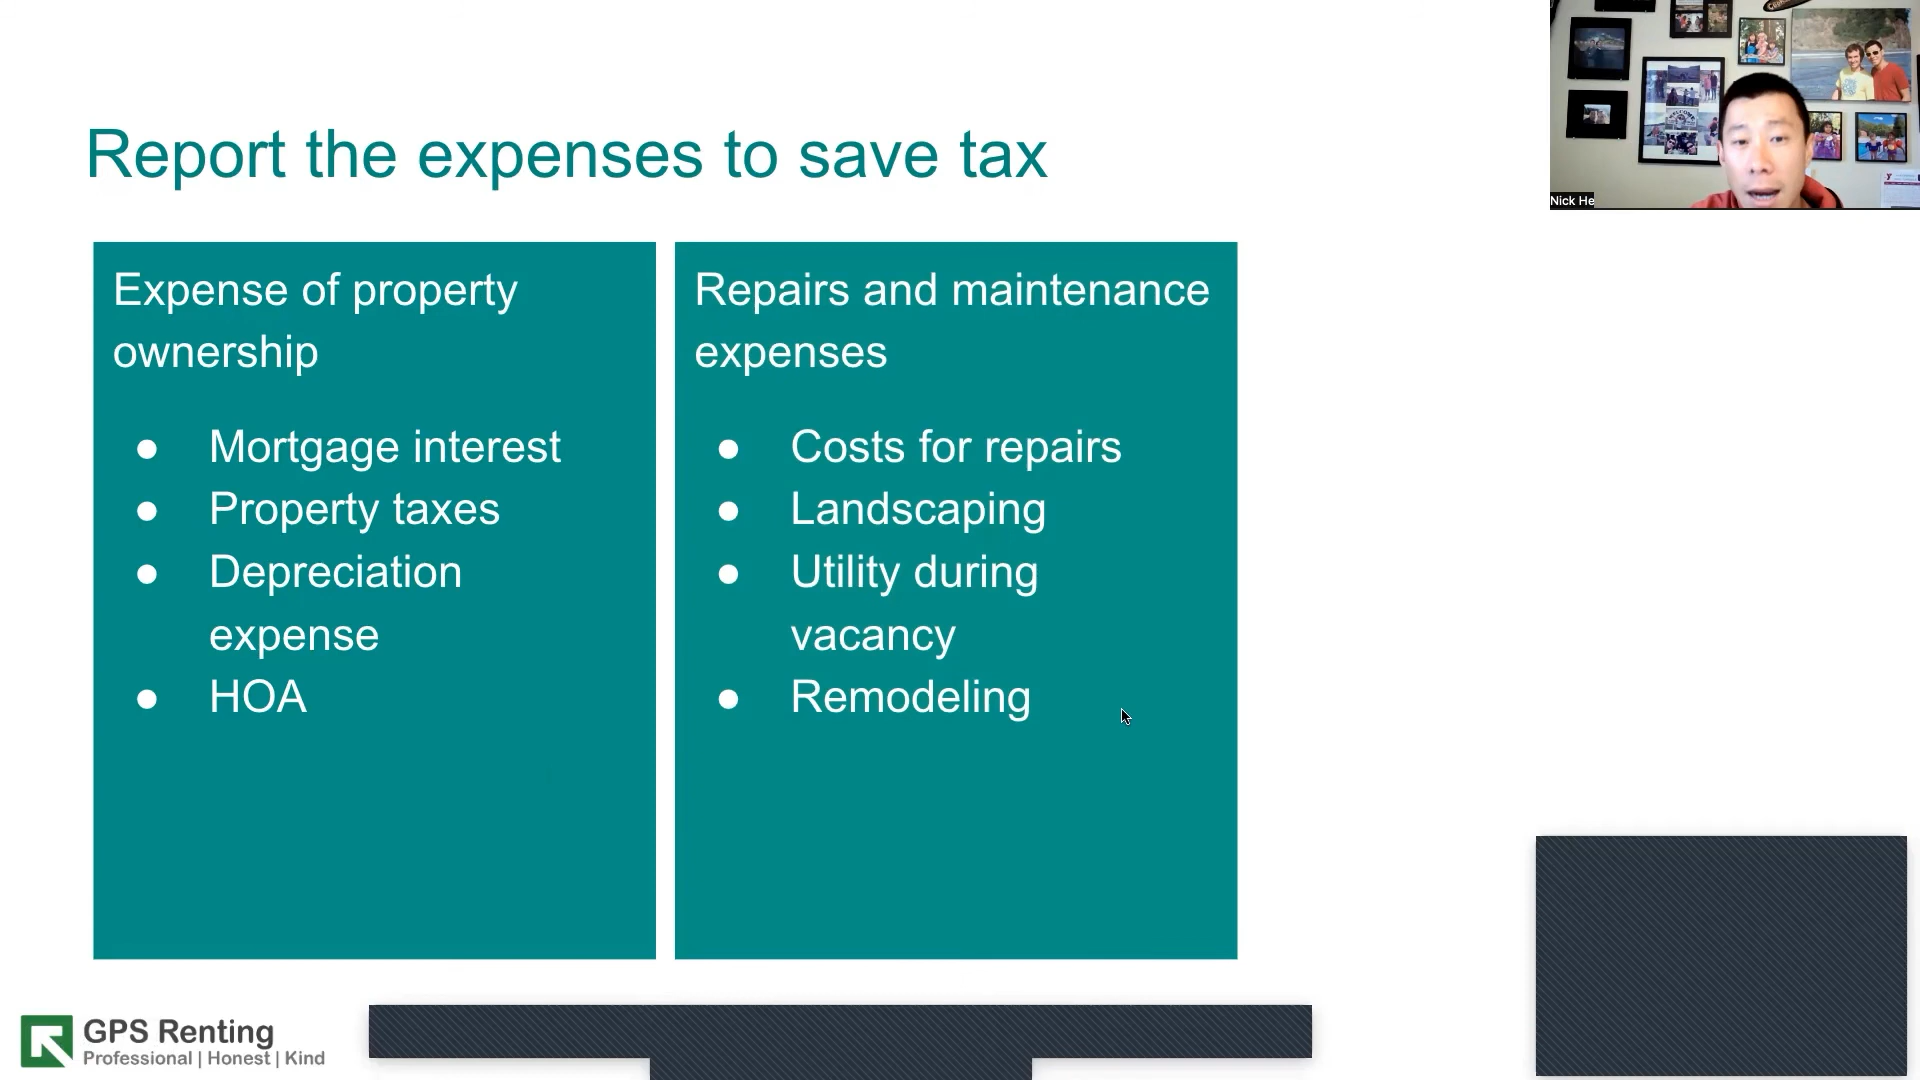 Report the expenses to save tax
Nick He
Expense of property
ownership
● Mortgage interest
● Property taxes
● Depreciation
expense
● HOA
Repairs and maintenance
expenses
● Costs for repairs
● Landscaping
● Utility during
vacancy
● Remodeling
GPS Renting
Professional | Honest | Kind